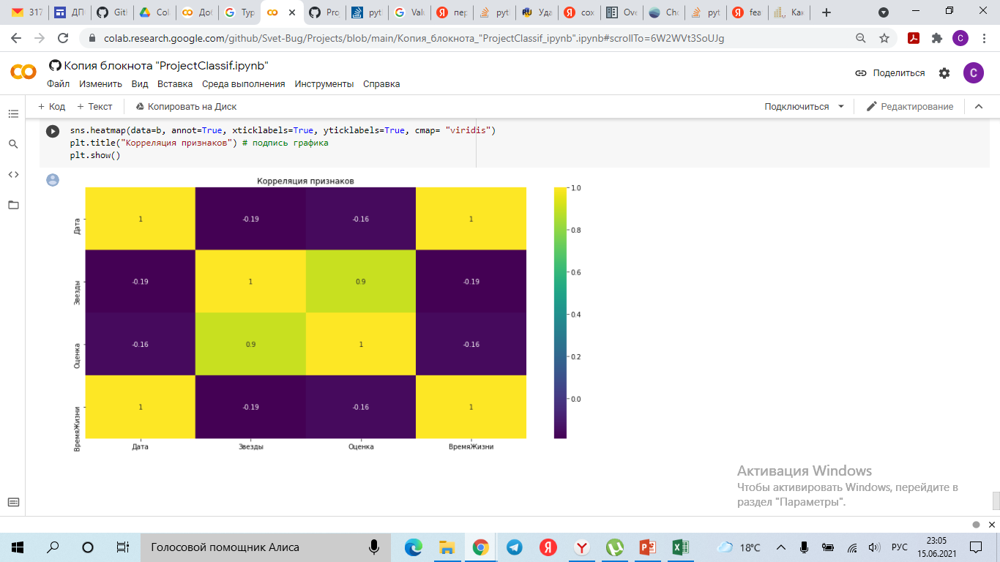 317
ДП
Gitl
Col
Доб
Typ
Pro
pytl
Valu
пер
pytl
Уда
cox
Ove
Cho
pyt
fea
Как
colab.research.google.com/github/Svet-Bug/Projects/blob/main/Копия_блокнота_"ProjectClassif_ipynb".ipynb#scrollTo=6W2WVt3SoUJg
С
Копия блокнота "ProjectClassif.ipynb"
Файл Изменить Вид Вставка Среда выполнения Инструменты Справка
Поделиться
С
+ Код + Текст Копировать на Диск
Подключиться Редактирование
sns.heatmap(data=b, annot=True, xticklabels=True, yticklabels=True, cmap= "viridis")
plt.title("Корреляция признаков") # подпись графика
plt.show()
Корреляция признаков
Дата 1 -0.19 -0.16 1
Звезды -0.19 1 0.9 -0.19
Оценка -0.16 0.9 1 -0.16
ВремяЖизни 1 -0.19 -0.16 1
Дата Звезды Оценка ВремяЖизни
1.0
0.8
0.6
0.4
0.2
0.0
Активация Windows
Чтобы активировать Windows, перейдите в
раздел "Параметры".
Голосовой помощник Алиса
18°C
РУС
23:05
15.06.2021